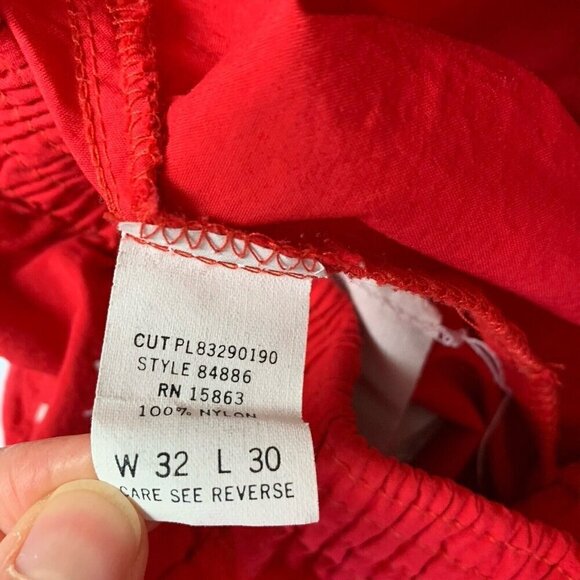 CUT PL83290190
STYLE 84886
RN 15863
100% NYLON
W 32 L 30
CARE SEE REVERSE